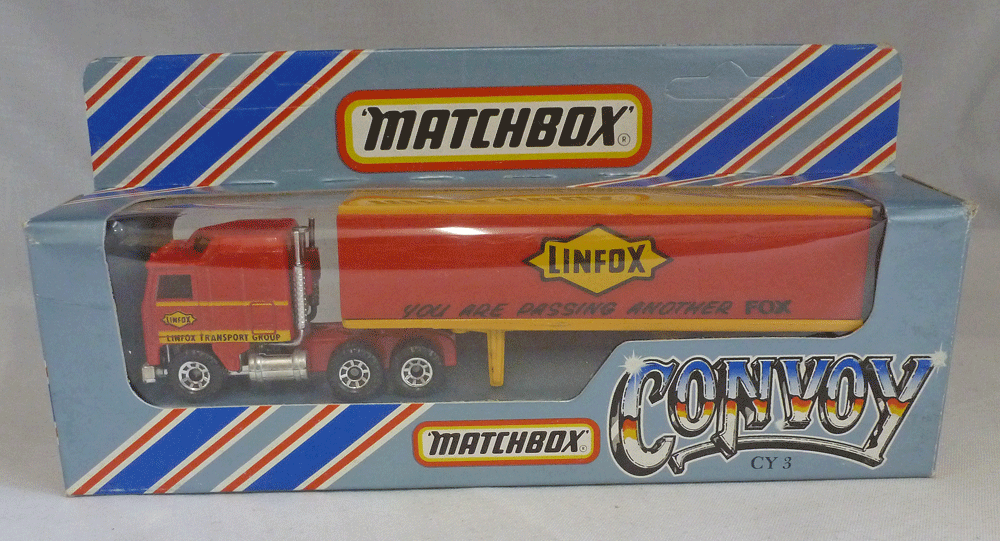 'MATCHBOX'®
LINFOX
YOU ARE PASSING ANOTHER FOX
LINFOX
LINFOX TRANSPORT GROUP
'MATCHBOX'®
CONVOY
CY 3